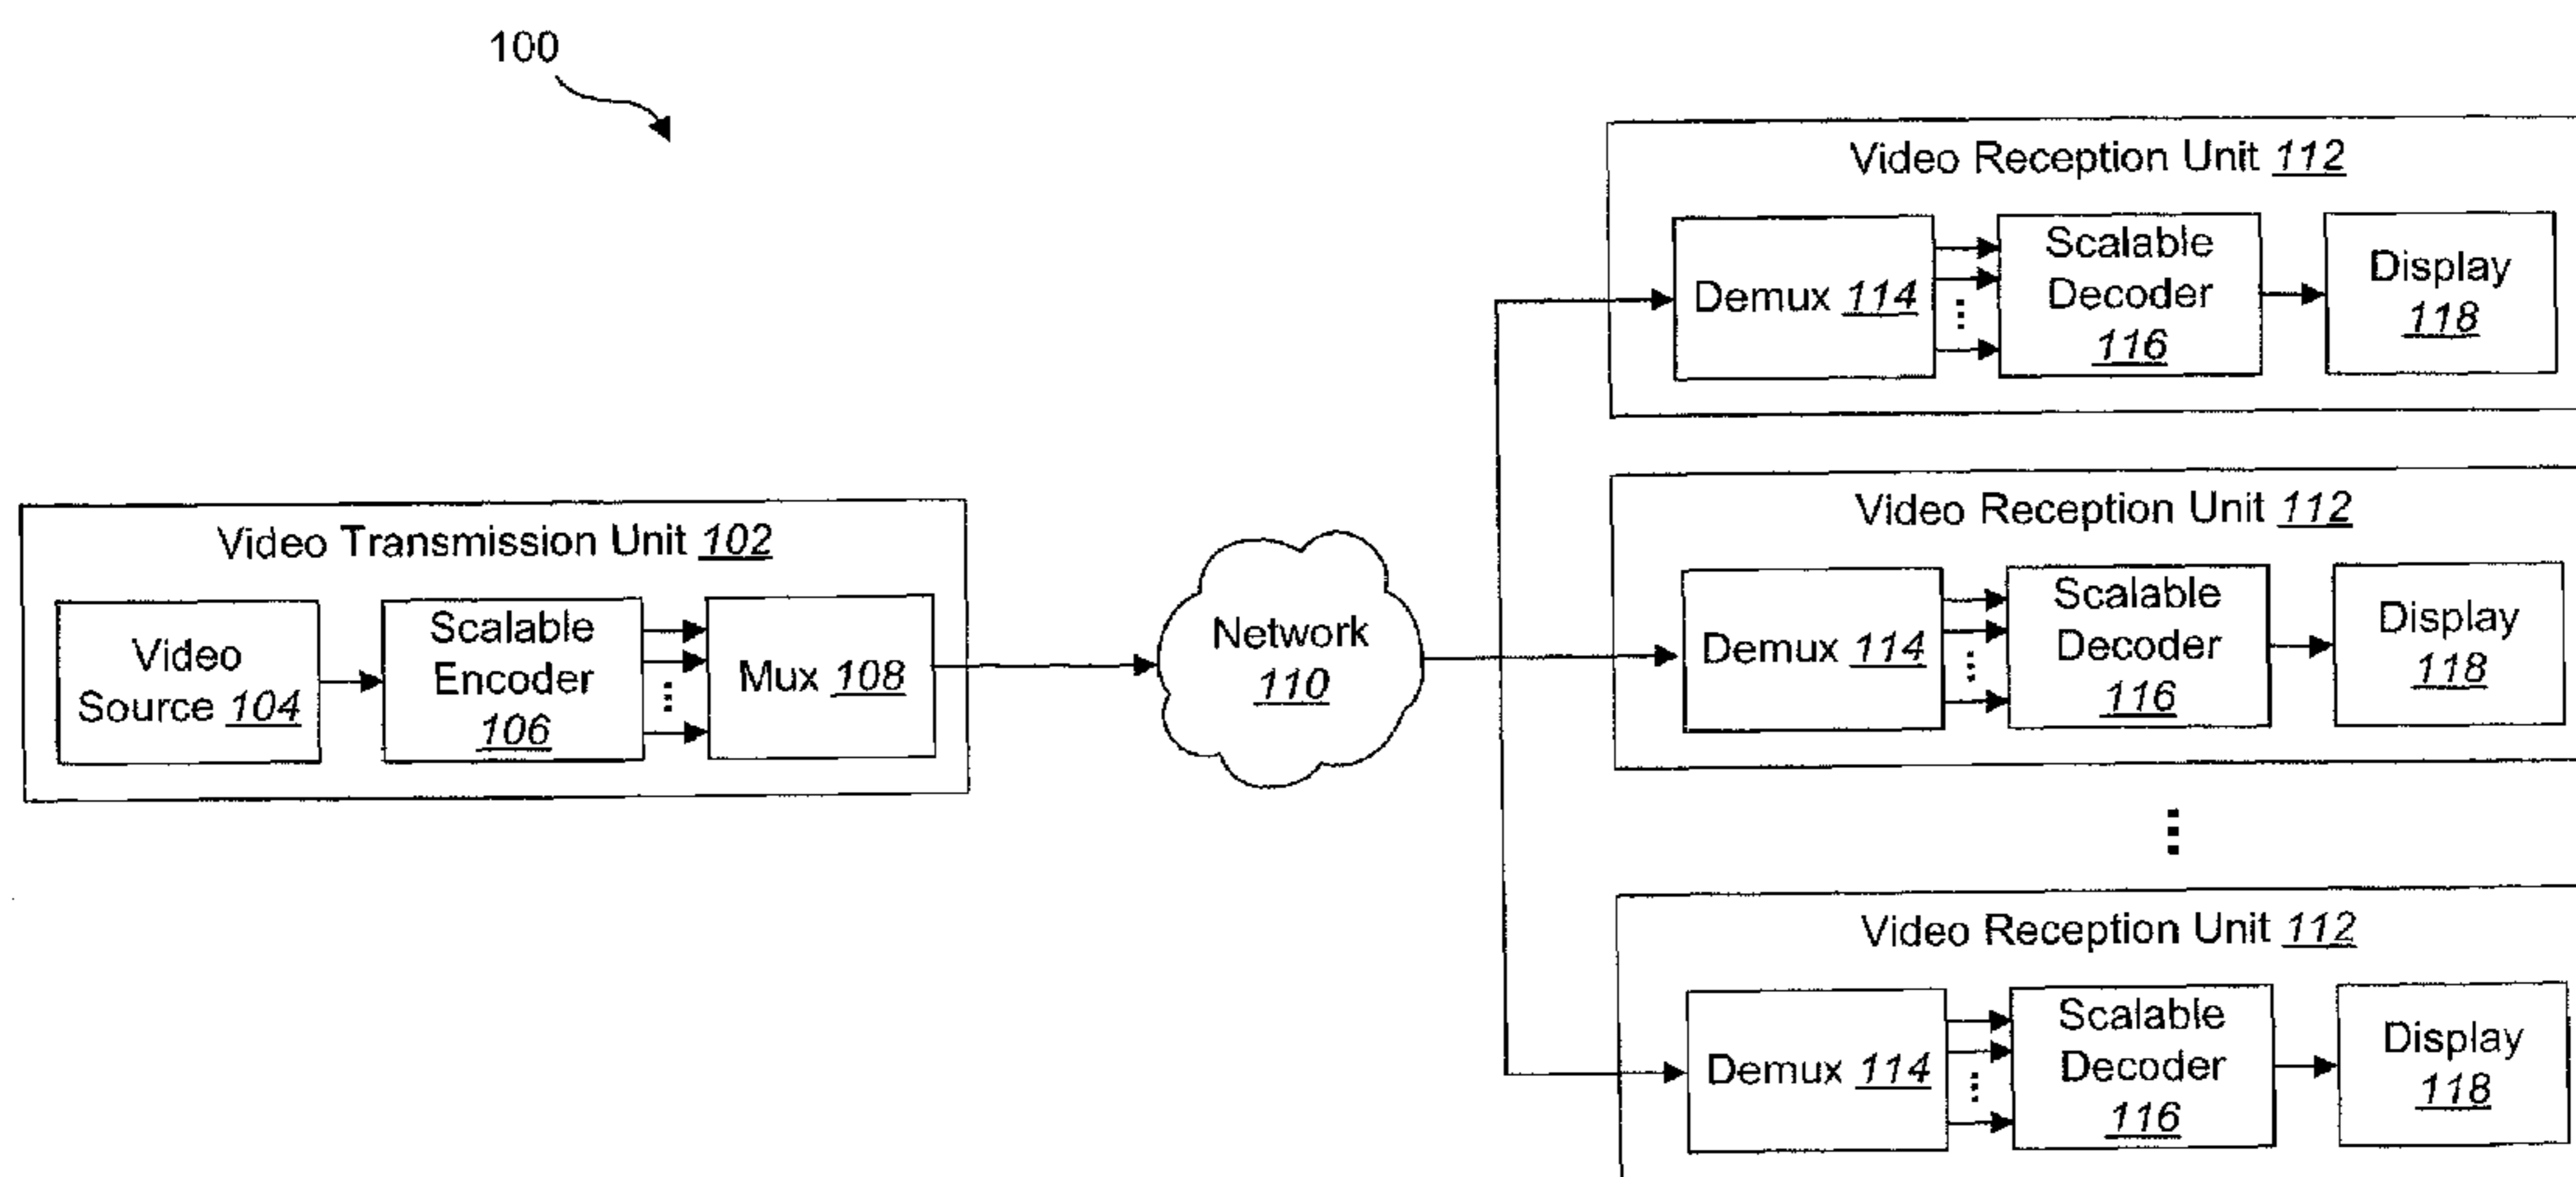 100
Video Transmission Unit 102
Video
Source 104
Scalable
Encoder
106
Mux 108
Network
110
Video Reception Unit 112
Demux 114
Scalable
Decoder
116
Display
118
Video Reception Unit 112
Demux 114
Scalable
Decoder
116
Display
118
Video Reception Unit 112
Demux 114
Scalable
Decoder
116
Display
118